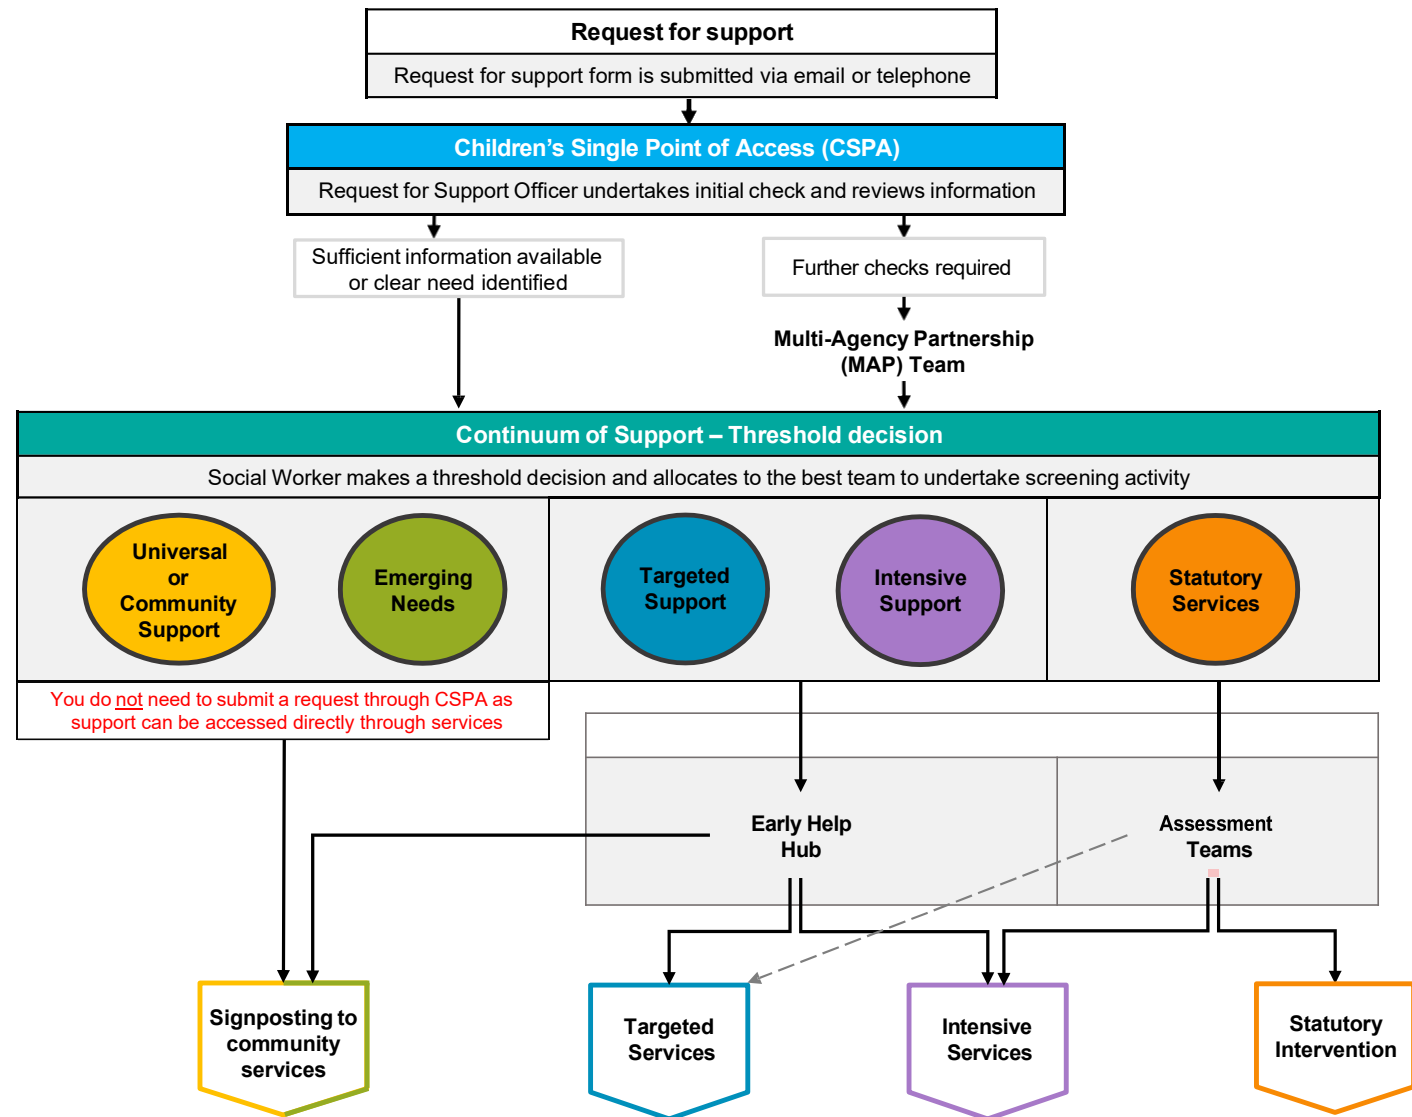 Request for support
Request for support form is submitted via email or telephone
Children’s Single Point of Access (CSPA)
Request for Support Officer undertakes initial check and reviews information
Sufficient information available
or clear need identified
Further checks required
Multi-Agency Partnership
(MAP) Team
Continuum of Support – Threshold decision
Social Worker makes a threshold decision and allocates to the best team to undertake screening activity
Universal
or
Community
Support
Emerging
Needs
Targeted
Support
Intensive
Support
Statutory
Services
You do not need to submit a request through CSPA as
support can be accessed directly through services
Early Help
Hub
Assessment
Teams
Signposting to
community
services
Targeted
Services
Intensive
Services
Statutory
Intervention